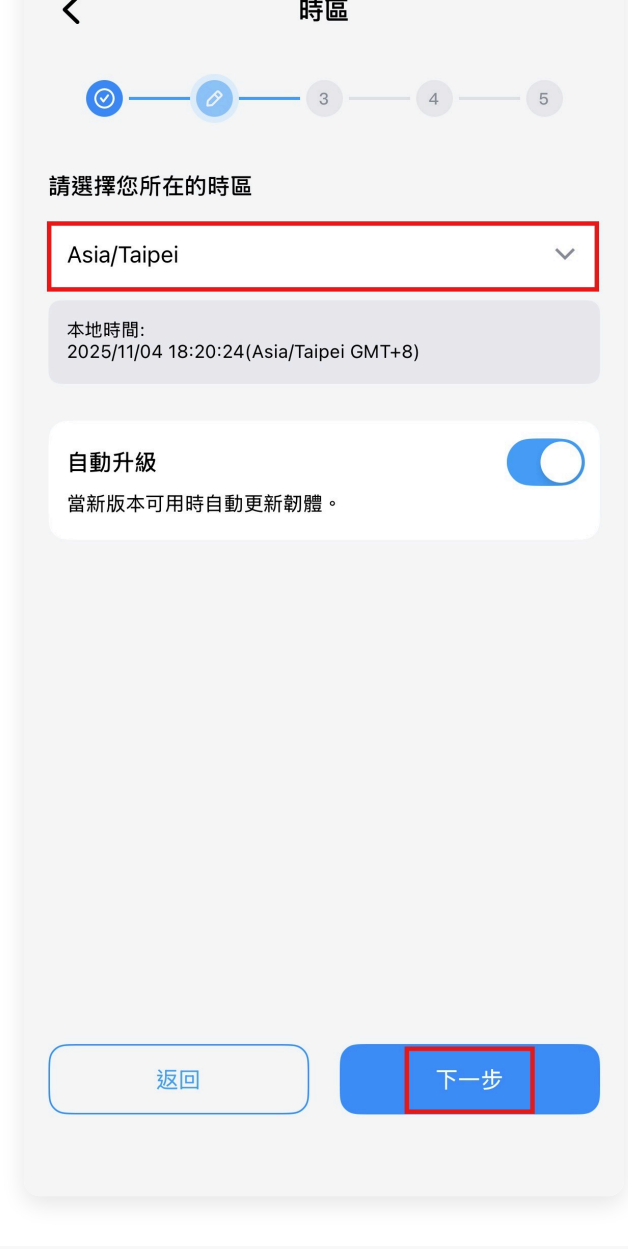 時區
3
4
5
請選擇您所在的時區
Asia/Taipei
本地時間:
2025/11/04 18:20:24(Asia/Taipei GMT+8)
自動升級
當新版本可用時自動更新韌體。
返回
下一步